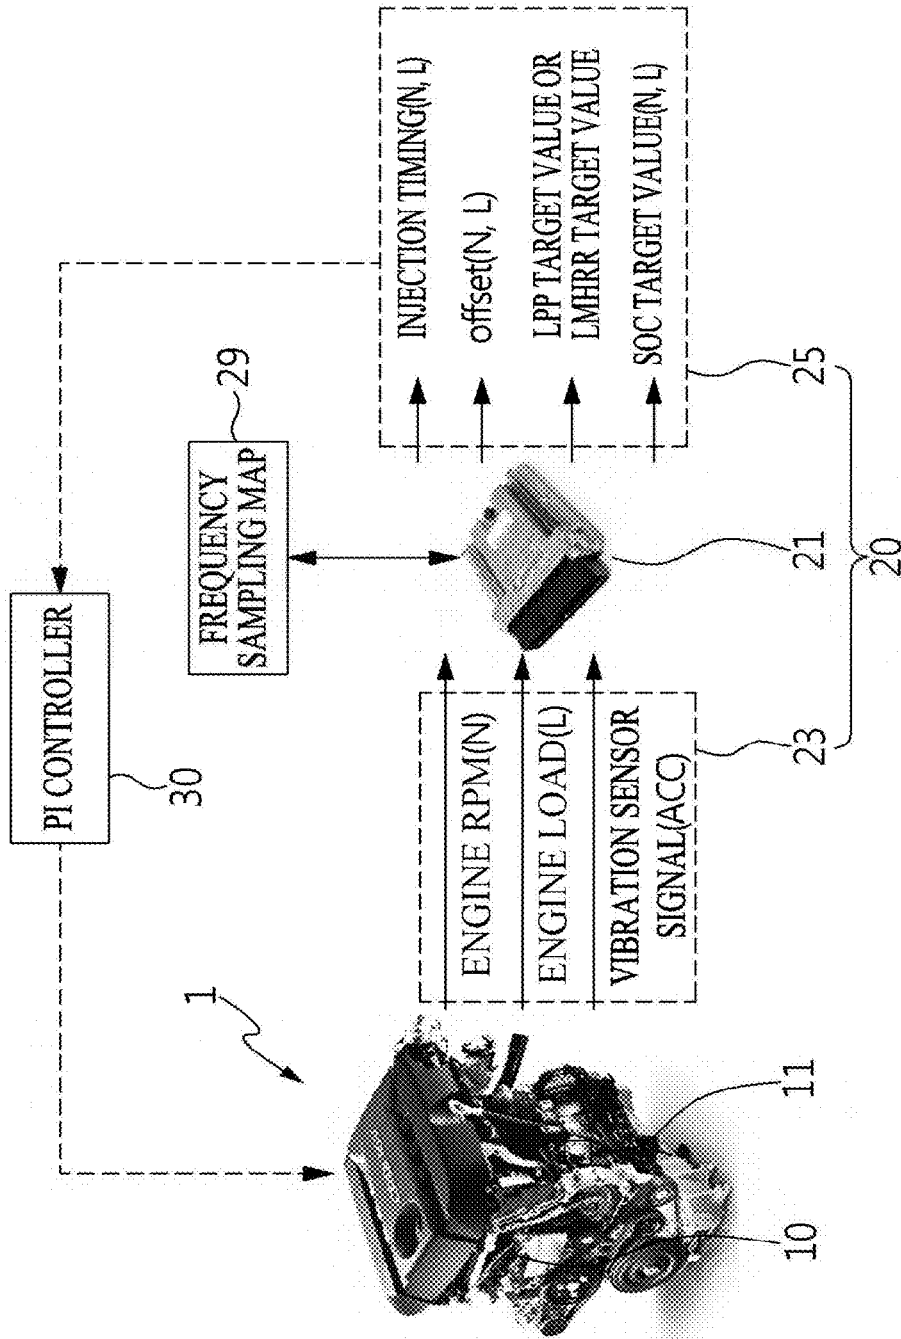 PI CONTROLLER
30
FREQUENCY
SAMPLING MAP
29
1
ENGINE RPM(N)
ENGINE LOAD(L)
VIBRATION SENSOR
SIGNAL(ACC)
INJECTION TIMING(N, L)
offset(N, L)
LPP TARGET VALUE OR
LMHRR TARGET VALUE
SOC TARGET VALUE(N, L)
10
11
23
21
25
20